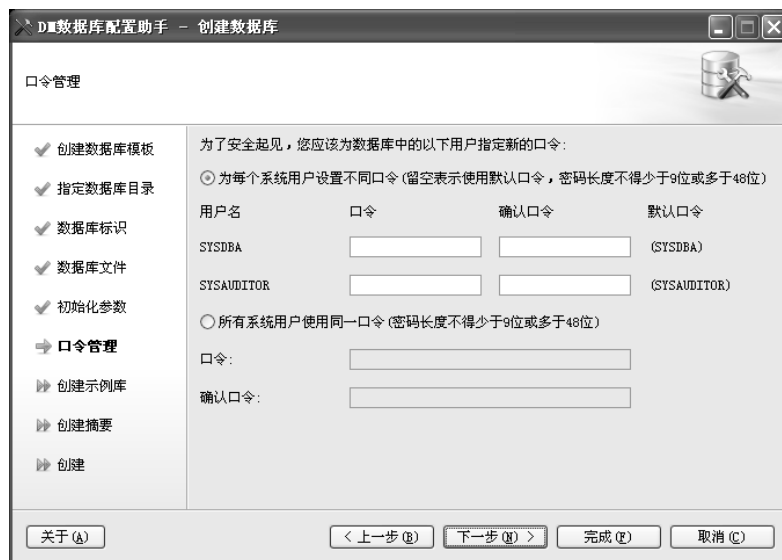 DM数据库配置助手 - 创建数据库
口令管理
创建数据库模板
指定数据库目录
数据库标识
数据库文件
初始化参数
口令管理
创建示例库
创建摘要
创建
为了安全起见，您应该为数据库中的以下用户指定新的口令:
为每个系统用户设置不同口令(留空表示使用默认口令，密码长度不得少于9位或多于48位)
用户名 口令 确认口令 默认口令
SYSDBA (SYSDBA)
SYSAUDITOR (SYSAUDITOR)
所有系统用户使用同一口令(密码长度不得少于9位或多于48位)
口令:
确认口令:
关于(A) <上一步(B) 下一步(N)> 完成(F) 取消(C)